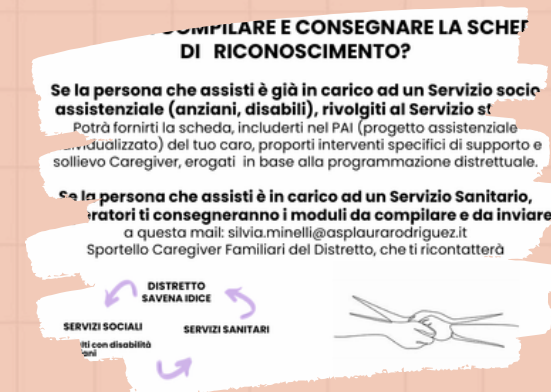 COMPILARE E CONSEGNARE LA
DI RICONOSCIMENTO?
Se la persona che assisti è già in carico ad un Servizio socio
assistenziale (anziani, disabili), rivolgiti al Servizio
Potrà fornirti la scheda, includerti nel PAI (progetto assistenziale
del tuo caro, proporti interventi specifici di supporto e
sollievo Caregiver, erogati in base alla programmazione distrettuale.
Se la persona che assisti è in carico ad un Servizio Sanitario,
ti consegneranno i moduli da compilare e da inviare
a questa mail: silvia.minelli@asplaurarodriguez.it
Sportello Caregiver Familiari del Distretto, che ti ricontatterà
DISTRETTO
SAVENA IDICE
SERVIZI SOCIALI
SERVIZI SANITARI
con disabilità